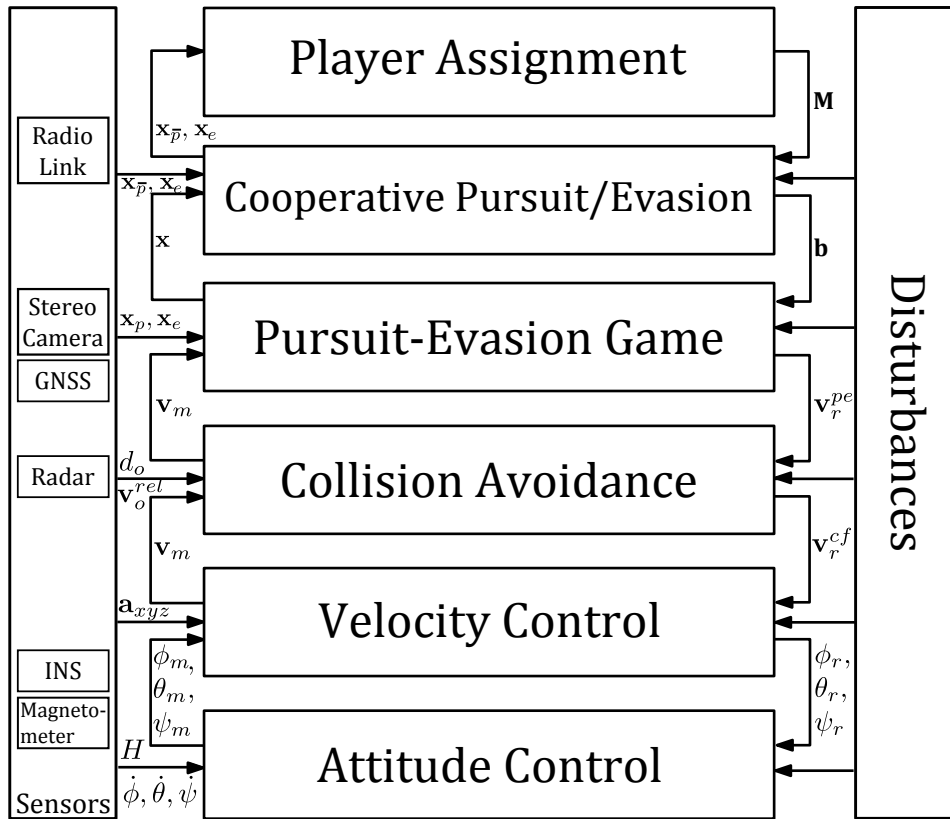 Player Assignment
M
x_p̅, x_e
Radio
Link
x_p̅, x_e
Cooperative Pursuit/Evasion
x
b
Stereo
Camera
x_p, x_e
Pursuit-Evasion Game
GNSS
v_m
v_r^{pe}
Radar
d_o
v_o^{rel}
Collision Avoidance
v_m
v_r^{cf}
a_{xyz}
Velocity Control
INS
ϕ_m,
θ_m,
ψ_m
ϕ_r,
θ_r,
ψ_r
Magneto-
meter
H
ϕ̇, θ̇, ψ̇
Attitude Control
Sensors
Disturbances